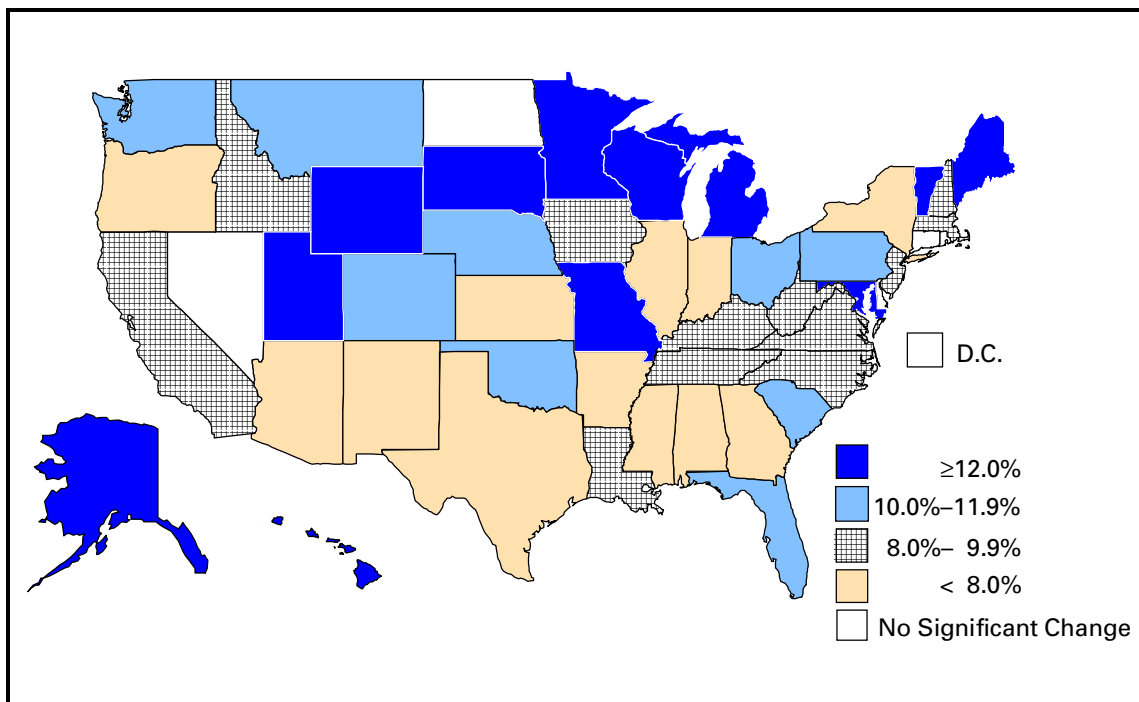 D.C.
≥12.0%
10.0%–11.9%
8.0%– 9.9%
< 8.0%
No Significant Change